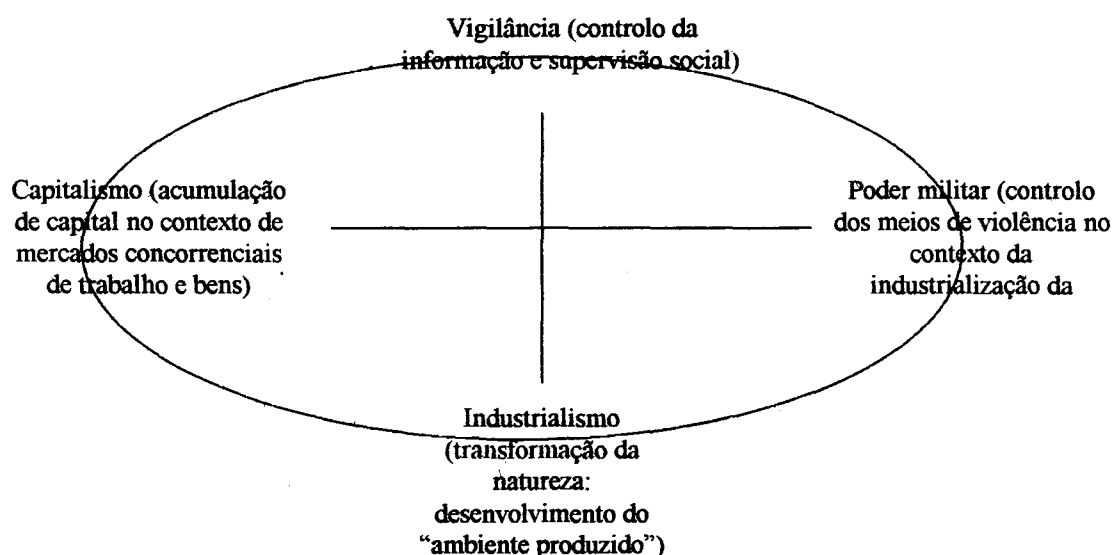 Vigilância (controlo da
informação e supervisão social)
Capitalismo (acumulação
de capital no contexto de
mercados concorrenciais
de trabalho e bens)
Poder militar (controlo
dos meios de violência no
contexto da
industrialização da
Industrialismo
(transformação da
natureza:
desenvolvimento do
“ambiente produzido”)